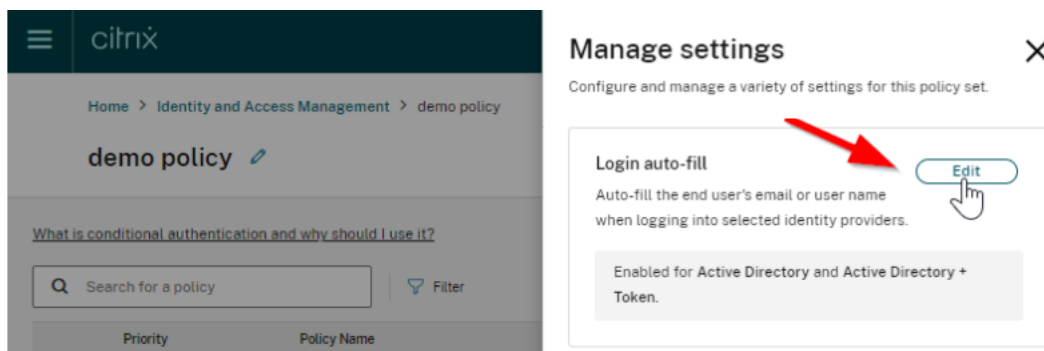 citrix
Home > Identity and Access Management > demo policy
demo policy
What is conditional authentication and why should I use it?
Search for a policy
Filter
Priority Policy Name
Manage settings
Configure and manage a variety of settings for this policy set.
Login auto-fill
Edit
Auto-fill the end user's email or user name
when logging into selected identity providers.
Enabled for Active Directory and Active Directory +
Token.